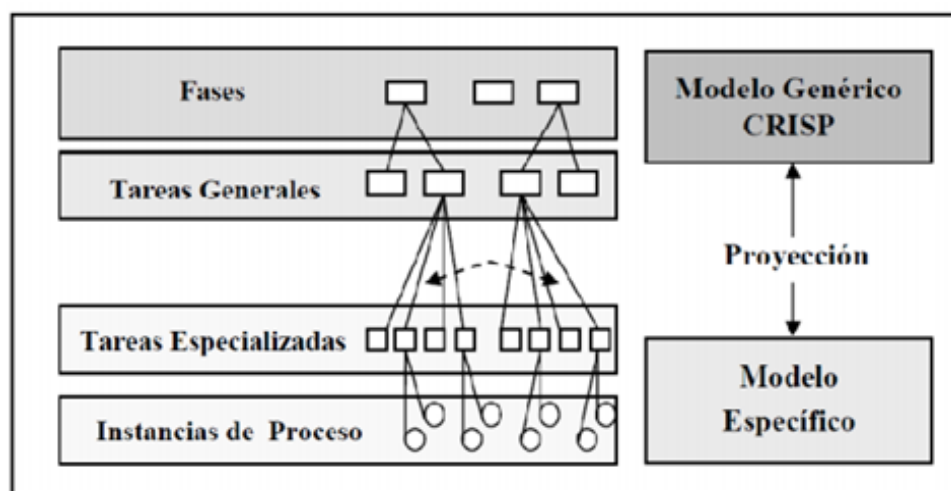 Fases
Tareas Generales
Tareas Especializadas
Instancias de Proceso
Modelo Genérico
CRISP
Proyección
Modelo
Específico